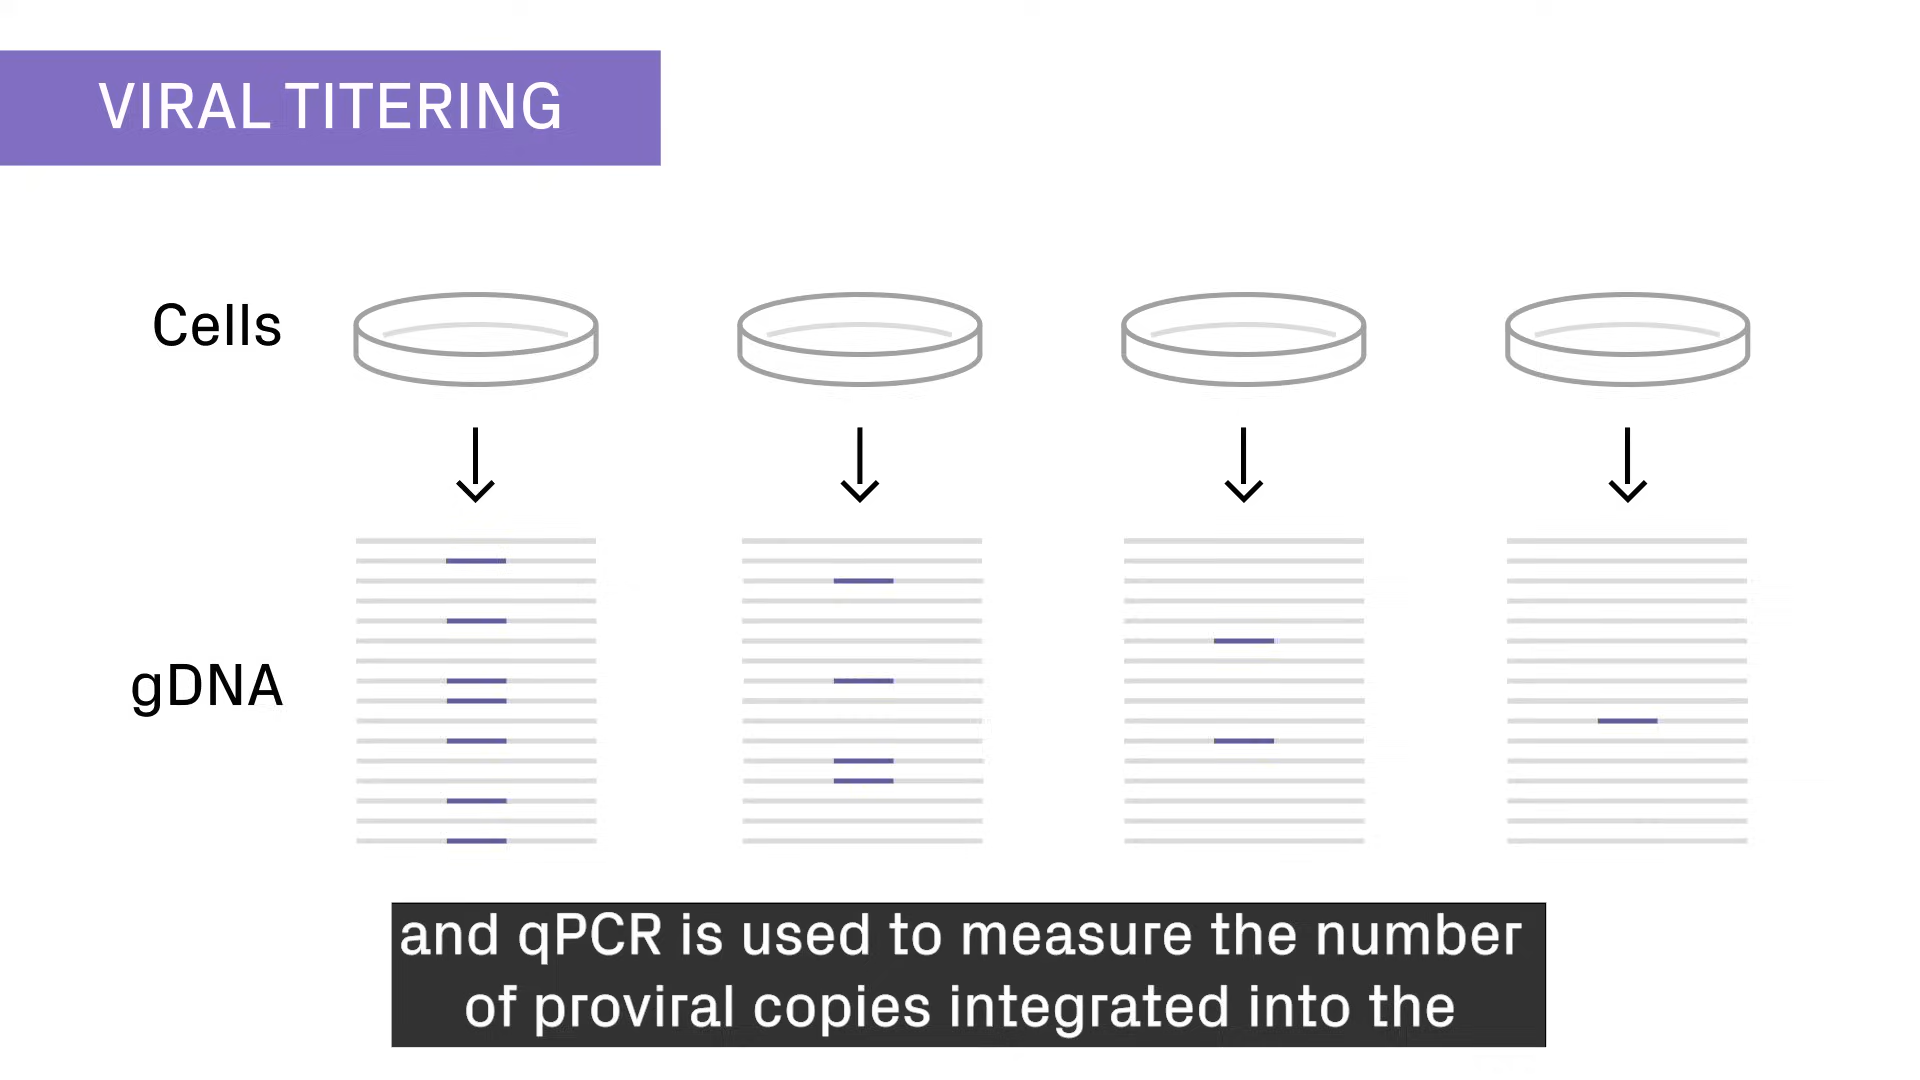 VIRAL TITERING
Cells
gDNA
and qPCR is used to measure the number
of proviral copies integrated into the